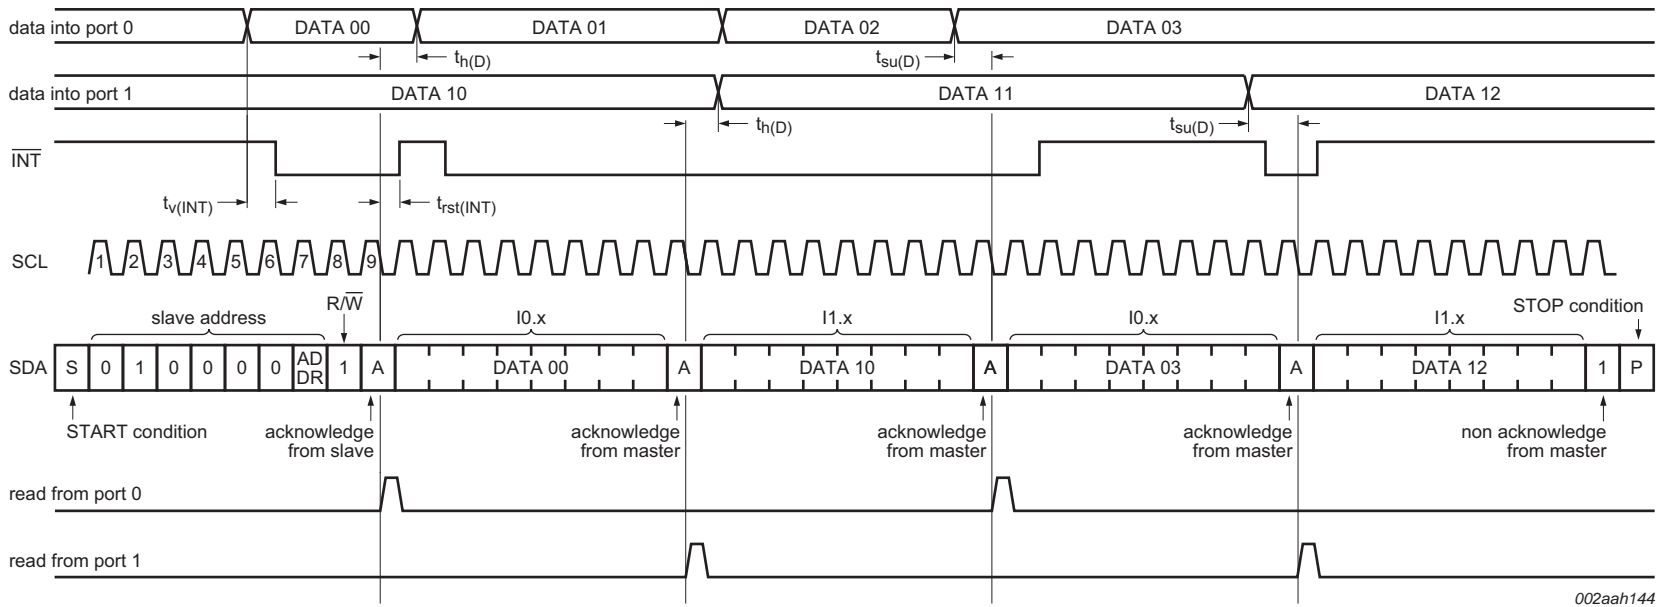 data into port 0
DATA 00
DATA 01
DATA 02
DATA 03
th(D)
tsu(D)
data into port 1
DATA 10
DATA 11
DATA 12
th(D)
tsu(D)
INT
tv(INT)
trst(INT)
SCL
1 2 3 4 5 6 7 8 9
R/W
STOP condition
slave address
I0.x
I1.x
I0.x
I1.x
SDA
S 0 1 0 0 0 0 AD DR 1 A DATA 00 A DATA 10 A DATA 03 A DATA 12 1 P
START condition
acknowledge
from slave
acknowledge
from master
acknowledge
from master
acknowledge
from master
non acknowledge
from master
read from port 0
read from port 1
002aah144